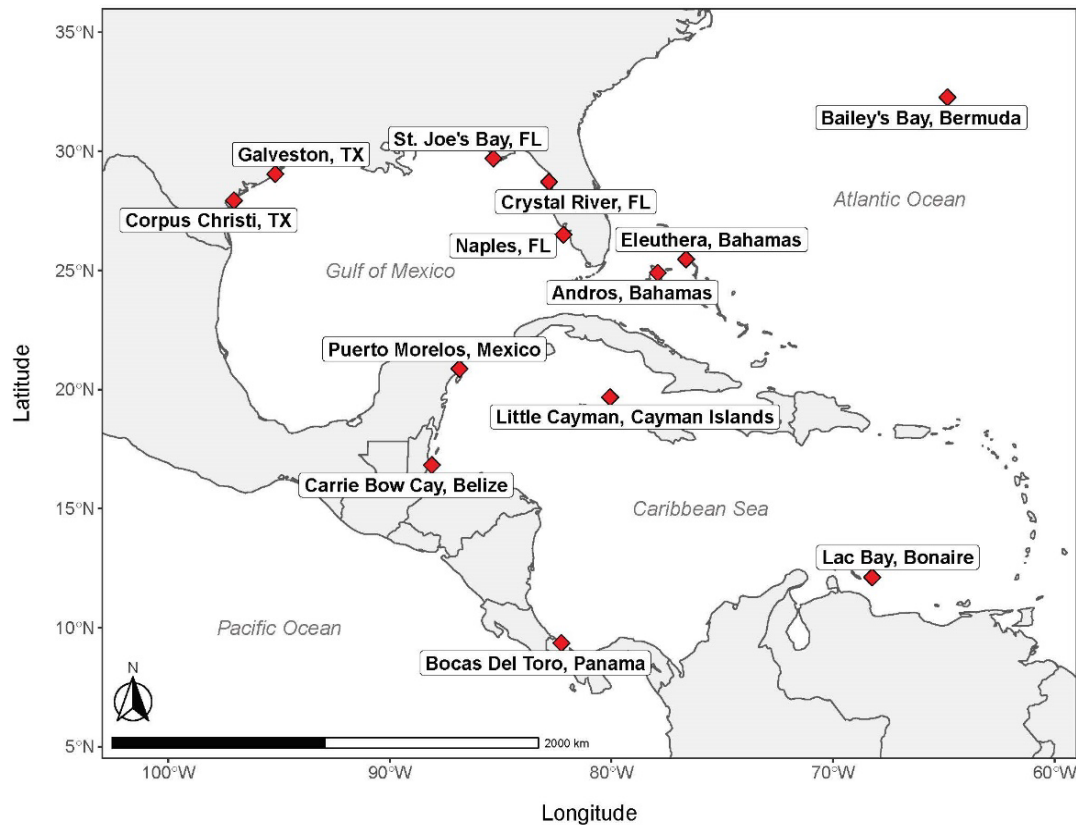 35°N
30°N
25°N
20°N
15°N
10°N
5°N
Latitude
Bailey's Bay, Bermuda
St. Joe's Bay, FL
Galveston, TX
Crystal River, FL
Atlantic Ocean
Corpus Christi, TX
Naples, FL
Eleuthera, Bahamas
Gulf of Mexico
Andros, Bahamas
Puerto Morelos, Mexico
Little Cayman, Cayman Islands
Carrie Bow Cay, Belize
Caribbean Sea
Lac Bay, Bonaire
Pacific Ocean
Bocas Del Toro, Panama
N
2000 km
100°W
90°W
80°W
70°W
60°W
Longitude